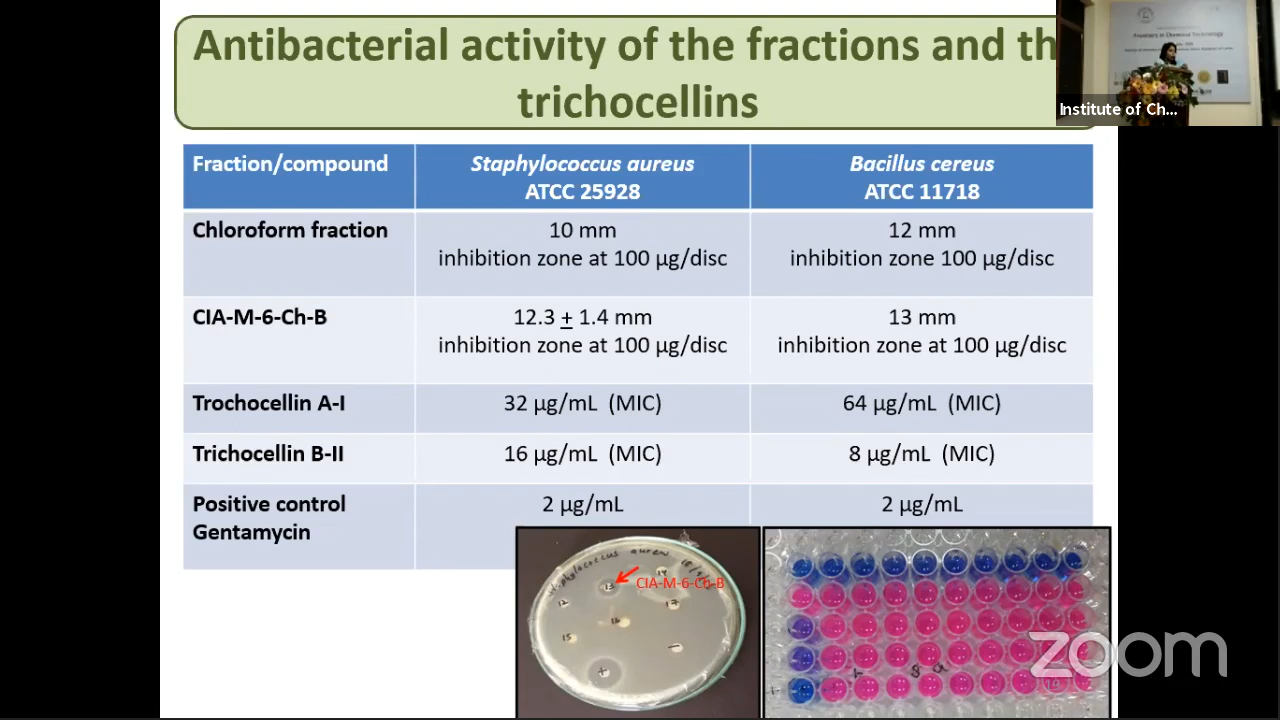 Antibacterial activity of the fractions and th
trichocellins
Institute of Ch...
Fraction/compound
Staphylococcus aureus
ATCC 25928
Bacillus cereus
ATCC 11718
Chloroform fraction
10 mm
inhibition zone at 100 µg/disc
12 mm
inhibition zone 100 µg/disc
CIA-M-6-Ch-B
12.3 ± 1.4 mm
inhibition zone at 100 µg/disc
13 mm
inhibition zone at 100 µg/disc
Trochocellin A-I
32 µg/mL (MIC)
64 µg/mL (MIC)
Trichocellin B-II
16 µg/mL (MIC)
8 µg/mL (MIC)
Positive control
Gentamycin
2 µg/mL
2 µg/mL
CIA-M-6-Ch-B
zoom